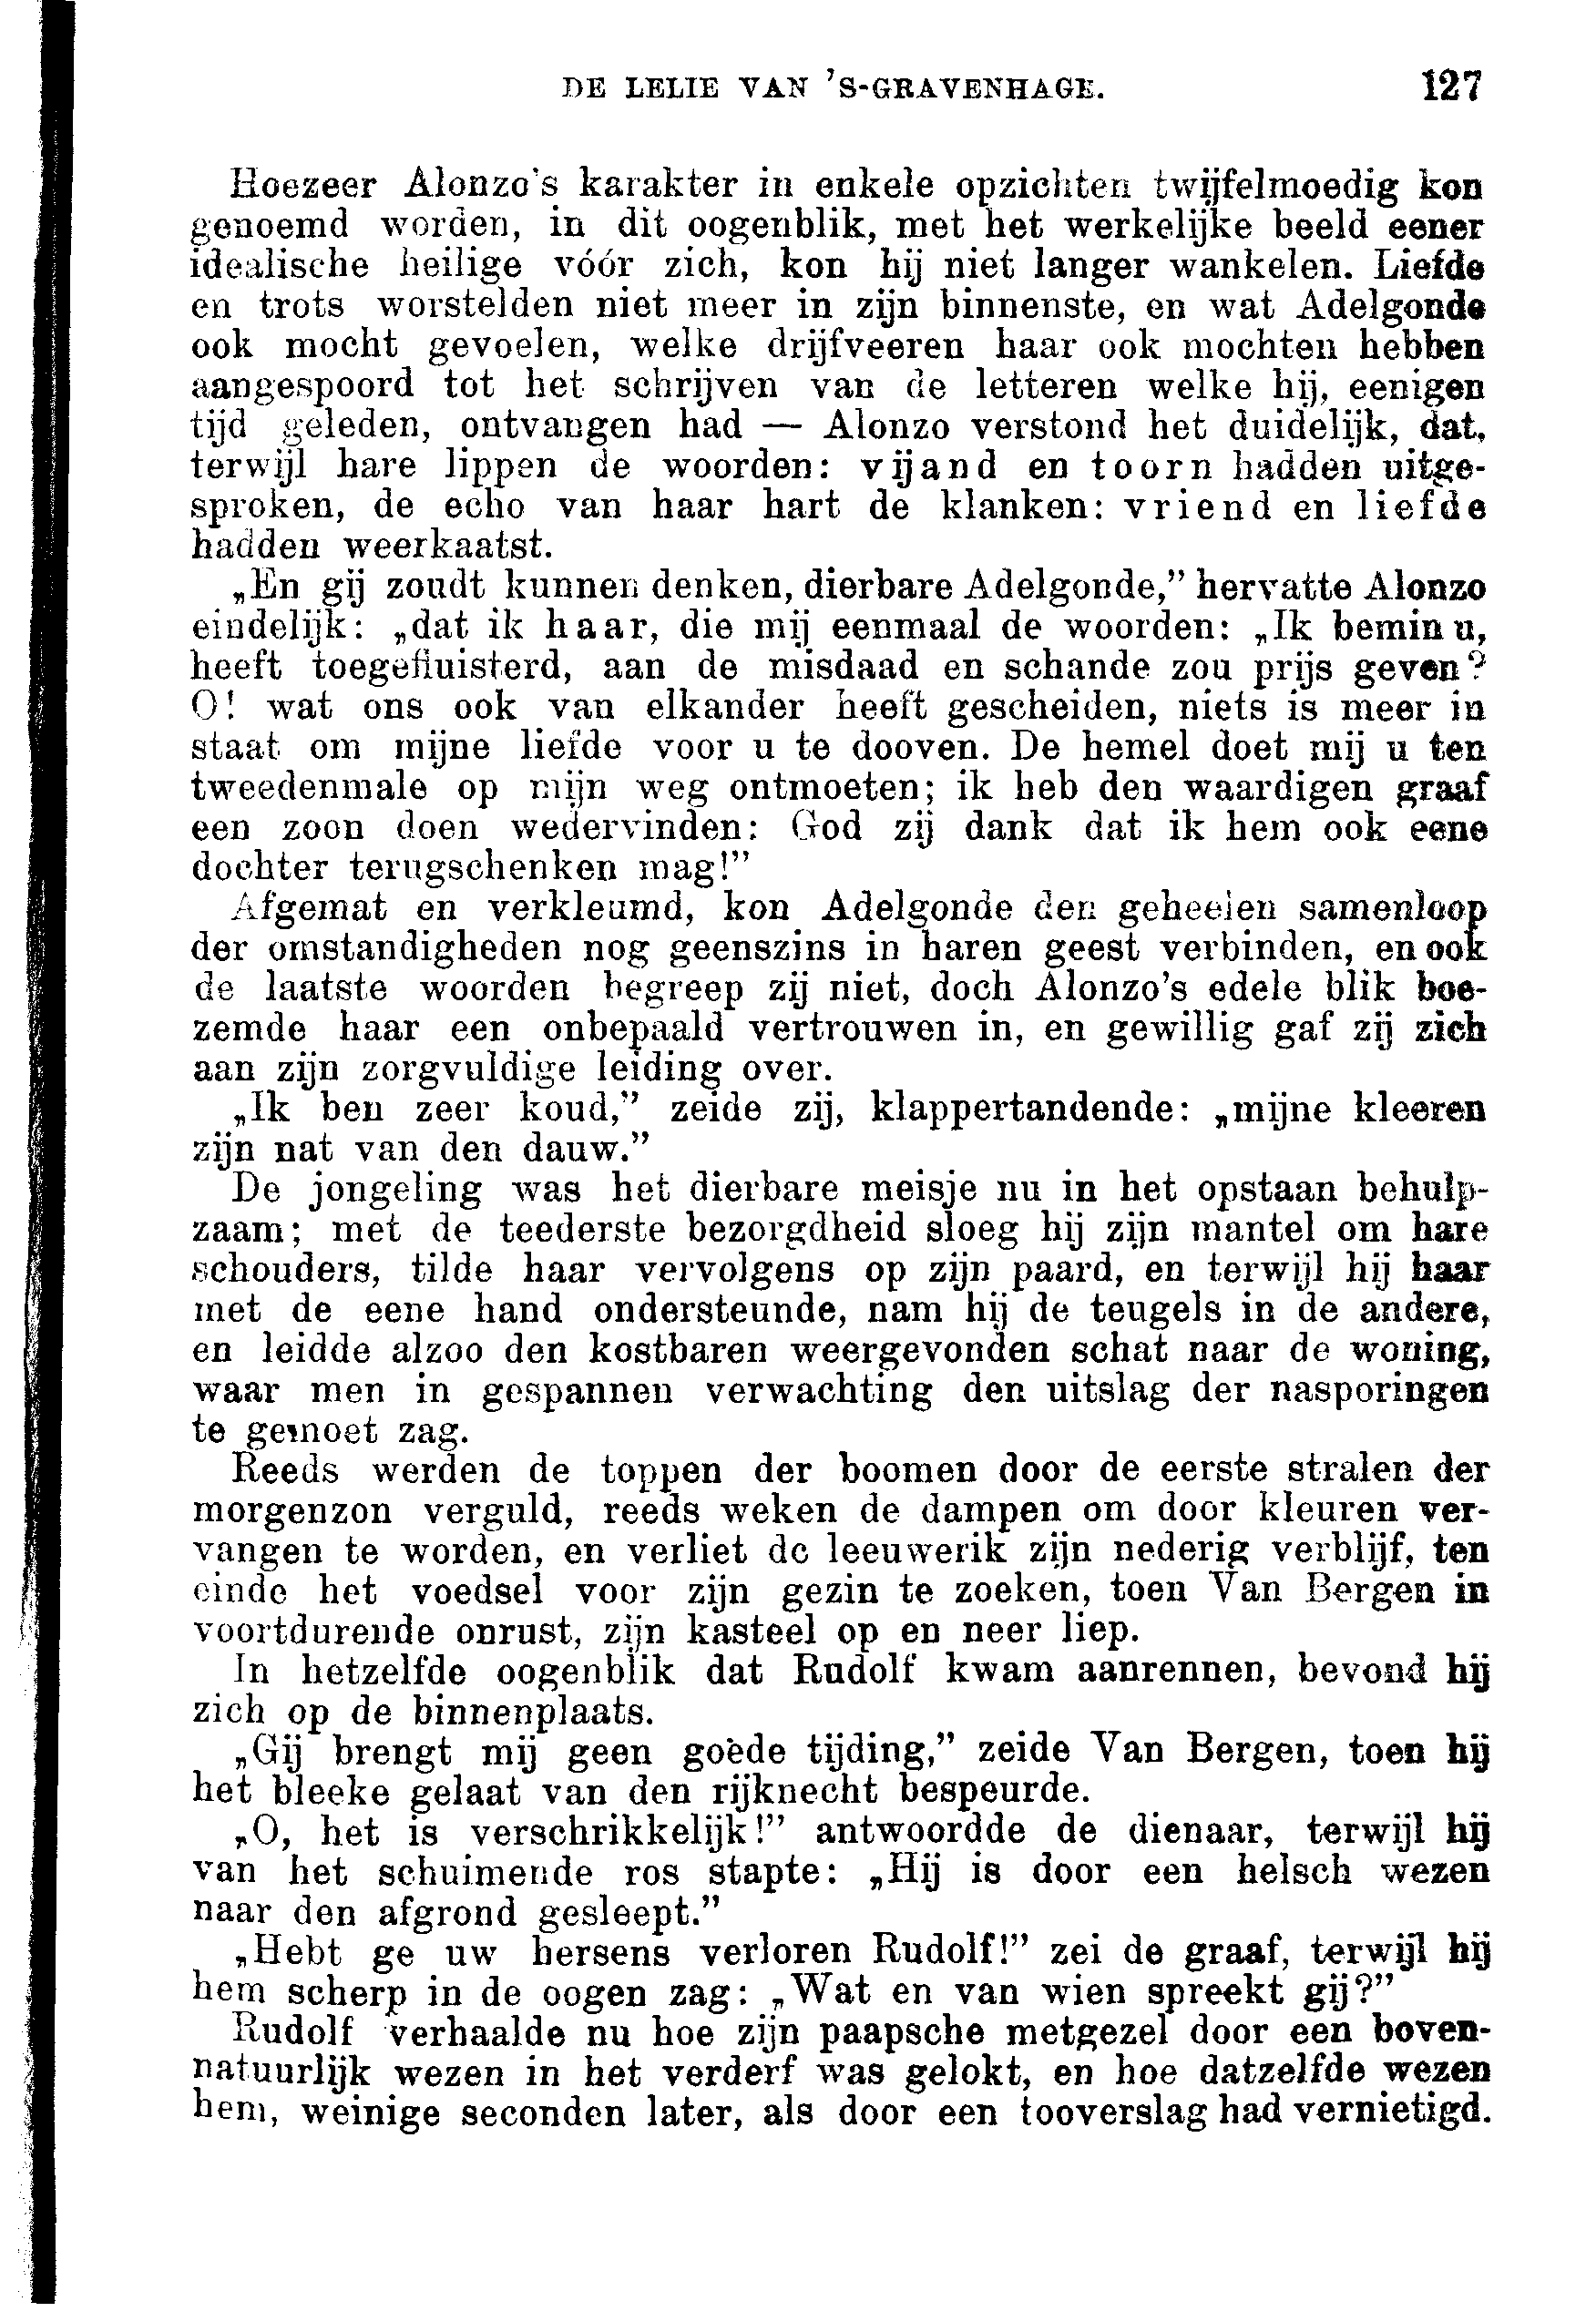 DE LELIE VAN 'S-GRAVENHAGE. 127
Hoezeer Alonzo's karakter in enkele opzichten twijfelmoedig kon
genoemd worden, in dit oogenblik, met het werkelijke beeld eener
idealische heilige vóór zich, kon hij niet langer wankelen. Liefde
en trots worstelden niet meer in zijn binnenste, en wat Adelgonde
ook mocht gevoelen, welke drijfveeren haar ook mochten hebben
aangespoord tot het schrijven van de letteren welke hij, eenigen
tijd geleden, ontvangen had — Alonzo verstond het duidelijk, dat,
terwijl hare lippen de woorden: vijand en toorn hadden uitge-
sproken, de echo van haar hart de klanken: vriend en liefde
hadden weerkaatst.
„En gij zoudt kunnen denken, dierbare Adelgonde,” hervatte Alonzo
eindelijk: „dat ik haar, die mij eenmaal de woorden: „Ik bemin u,
heeft toegefluisterd, aan de misdaad en schande zou prijs geven?
O! wat ons ook van elkander heeft gescheiden, niets is meer in
staat om mijne liefde voor u te dooven. De hemel doet mij u ten
tweedenmale op mijn weg ontmoeten; ik heb den waardigen graaf
een zoon doen wedervinden: God zij dank dat ik hem ook eene
dochter terugschenken mag!”
Afgemat en verkleumd, kon Adelgonde den geheelen samenloop
der omstandigheden nog geenszins in haren geest verbinden, en ook
de laatste woorden begreep zij niet, doch Alonzo's edele blik boe-
zemde haar een onbepaald vertrouwen in, en gewillig gaf zij zich
aan zijn zorgvuldige leiding over.
„Ik ben zeer koud,” zeide zij, klappertandende: „mijne kleeren
zijn nat van den dauw.”
De jongeling was het dierbare meisje nu in het opstaan behulp-
zaam; met de teederste bezorgdheid sloeg hij zijn mantel om hare
schouders, tilde haar vervolgens op zijn paard, en terwijl hij haar
met de eene hand ondersteunde, nam hij de teugels in de andere,
en leidde alzoo den kostbaren weergevonden schat naar de woning,
waar men in gespannen verwachting den uitslag der nasporingen
te gemoet zag.
Reeds werden de toppen der boomen door de eerste stralen der
morgenzon verguld, reeds weken de dampen om door kleuren ver-
vangen te worden, en verliet de leeuwerik zijn nederig verblijf, ten
einde het voedsel voor zijn gezin te zoeken, toen Van Bergen in
voortdurende onrust, zijn kasteel op en neer liep.
In hetzelfde oogenblik dat Rudolf kwam aanrennen, bevond hij
zich op de binnenplaats.
„Gij brengt mij geen goede tijding,” zeide Van Bergen, toen hij
het bleeke gelaat van den rijknecht bespeurde.
„O, het is verschrikkelijk!” antwoordde de dienaar, terwijl hij
van het schuimende ros stapte: „Hij is door een helsch wezen
naar den afgrond gesleept.”
„Hebt ge uw hersens verloren Rudolf!” zei de graaf, terwijl hij
hem scherp in de oogen zag: „Wat en van wien spreekt gij?”
Rudolf verhaalde nu hoe zijn paapsche metgezel door een boven-
natuurlijk wezen in het verderf was gelokt, en hoe datzelfde wezen
hem, weinige seconden later, als door een tooverslag had vernietigd.